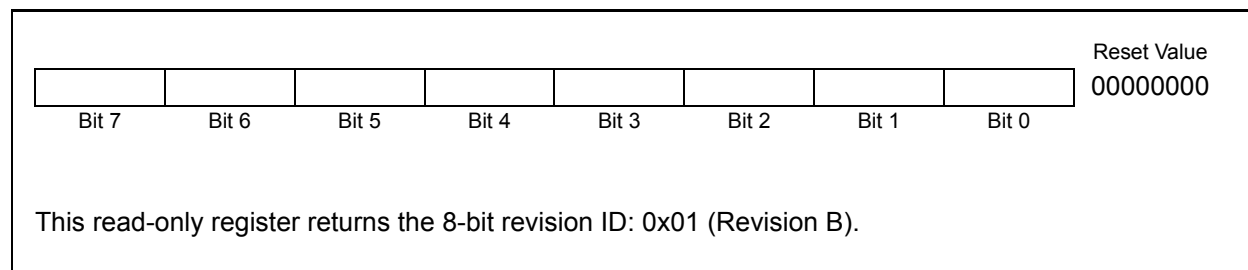 Reset Value
00000000
Bit 7 Bit 6 Bit 5 Bit 4 Bit 3 Bit 2 Bit 1 Bit 0
This read-only register returns the 8-bit revision ID: 0x01 (Revision B).